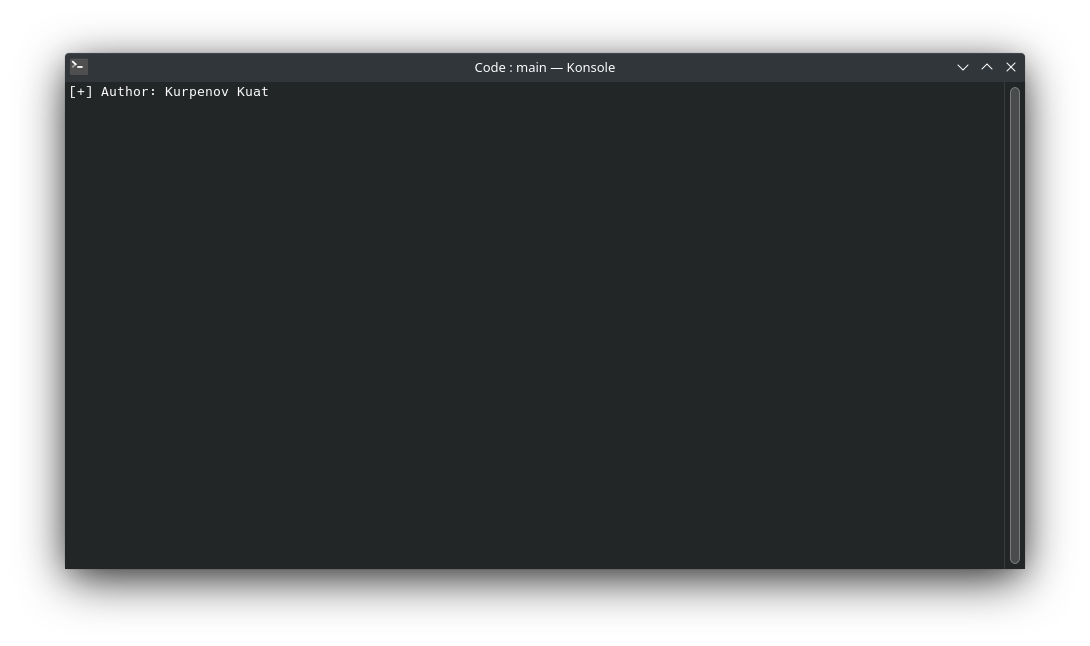 Code : main — Konsole
[+] Author: Kurpenov Kuat